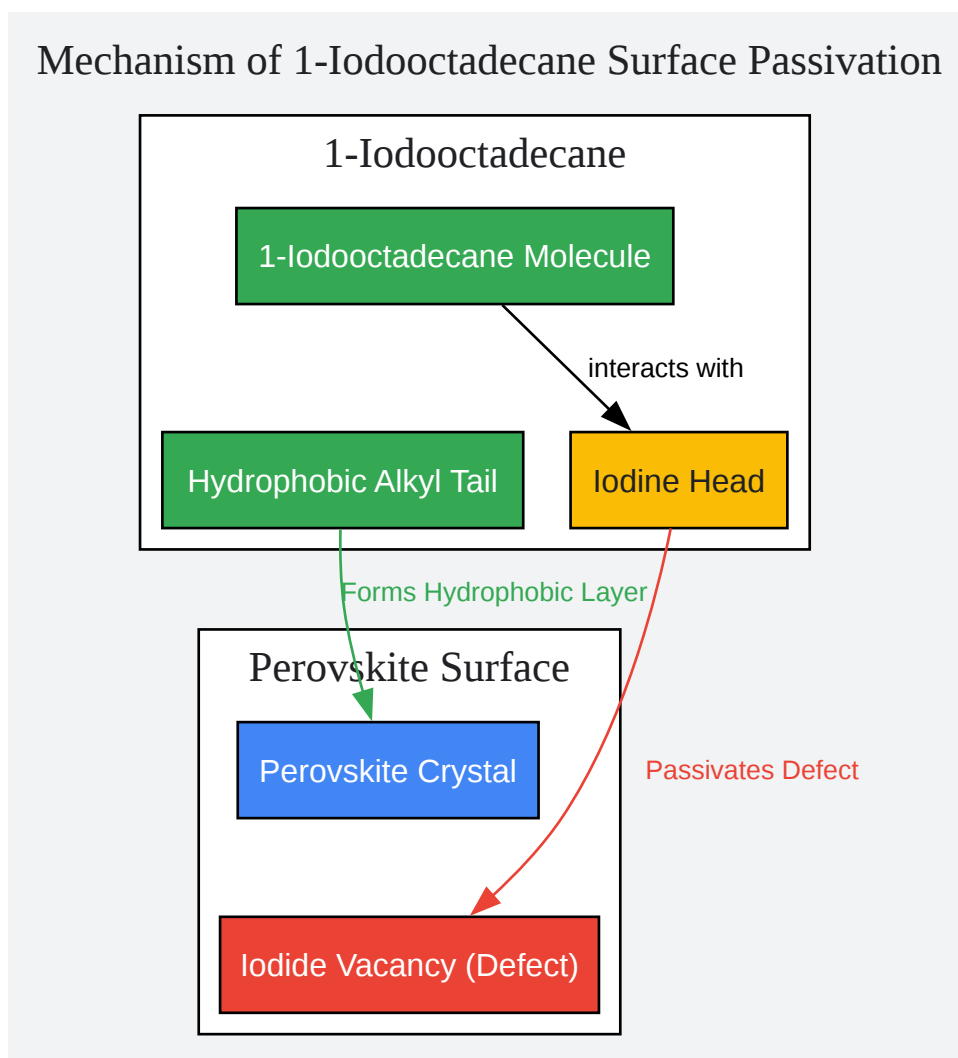 Mechanism of 1-Iodooctadecane Surface Passivation
1-Iodooctadecane
1-Iodooctadecane Molecule
interacts with
Hydrophobic Alkyl Tail
Iodine Head
Forms Hydrophobic Layer
Perovskite Surface
Perovskite Crystal
Passivates Defect
Iodide Vacancy (Defect)